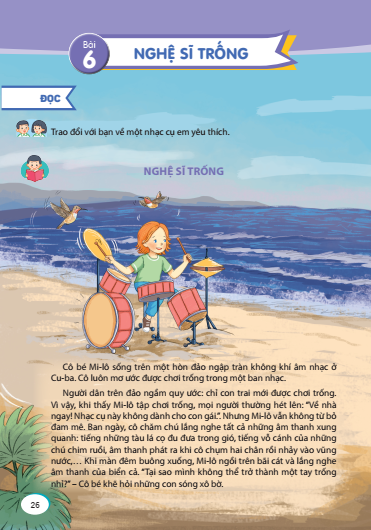 Bài
6
NGHỆ SĨ TRỐNG
ĐỌC
Trao đổi với bạn về một nhạc cụ em yêu thích.
NGHỆ SĨ TRỐNG
Cô bé Mi-lô sống trên một hòn đảo ngập tràn không khí âm nhạc ở
Cu-ba. Cô luôn mơ ước được chơi trống trong một ban nhạc.
Người dân trên đảo ngầm quy ước: chỉ con trai mới được chơi trống.
Vì vậy, khi thấy Mi-lô tập chơi trống, mọi người thường hét lên: “Về nhà
ngay! Nhạc cụ này không dành cho con gái.”. Nhưng Mi-lô vẫn không từ bỏ
đam mê. Ban ngày, cô chăm chú lắng nghe tất cả những âm thanh xung
quanh: tiếng những tàu lá cọ đu đưa trong gió, tiếng vỗ cánh của những
chú chim ruồi, âm thanh phát ra khi cô chụm hai chân rồi nhảy vào vũng
nước,... Khi màn đêm buông xuống, Mi-lô ngồi trên bãi cát và lắng nghe
âm thanh của biển cả. “Tại sao mình không thể trở thành một tay trống
nhỉ?” – Cô bé khẽ hỏi những con sóng xô bờ.
26